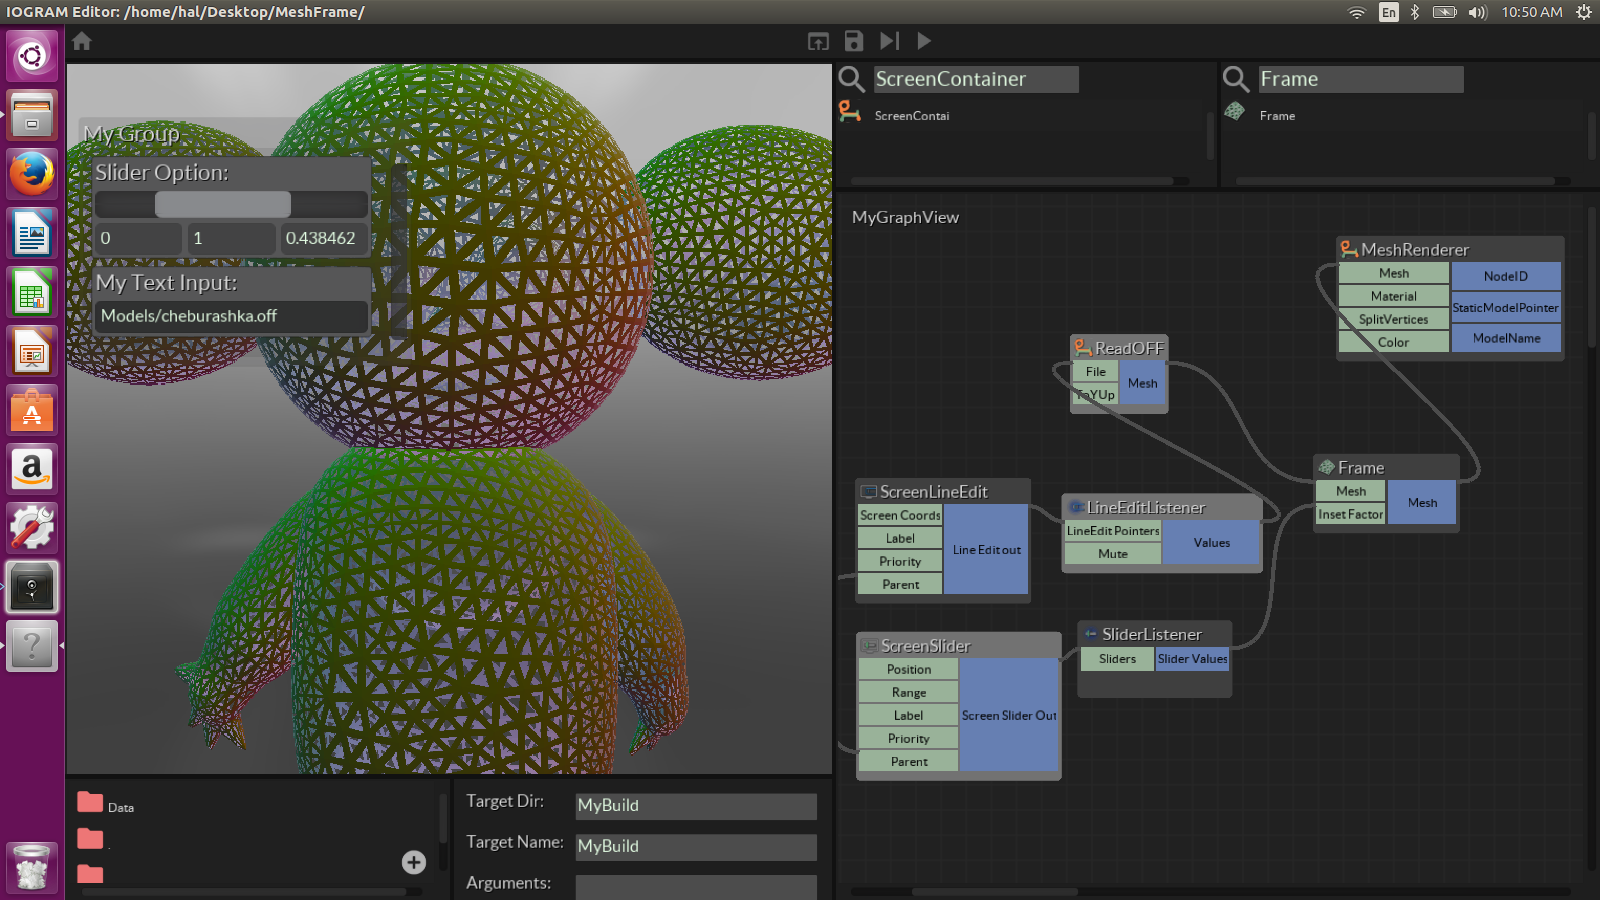 IOGRAM Editor: /home/hal/Desktop/MeshFrame/
En
10:50 AM
My Group
Slider Option:
0
1
0.438462
My Text Input:
Models/cheburashka.off
ScreenContainer
ScreenContai
Frame
Frame
MyGraphView
MeshRenderer
Mesh
Material
SplitVertices
Color
NodeID
StaticModelPointer
ModelName
ReadOFF
File
ToYUp
Mesh
Frame
Mesh
Inset Factor
Mesh
ScreenLineEdit
Screen Coords
Label
Priority
Parent
Line Edit out
LineEditListener
LineEdit Pointers
Mute
Values
ScreenSlider
Position
Range
Label
Priority
Parent
Screen Slider Out
SliderListener
Sliders
Slider Values
Data
.
Target Dir:
MyBuild
Target Name:
MyBuild
Arguments:
a
?